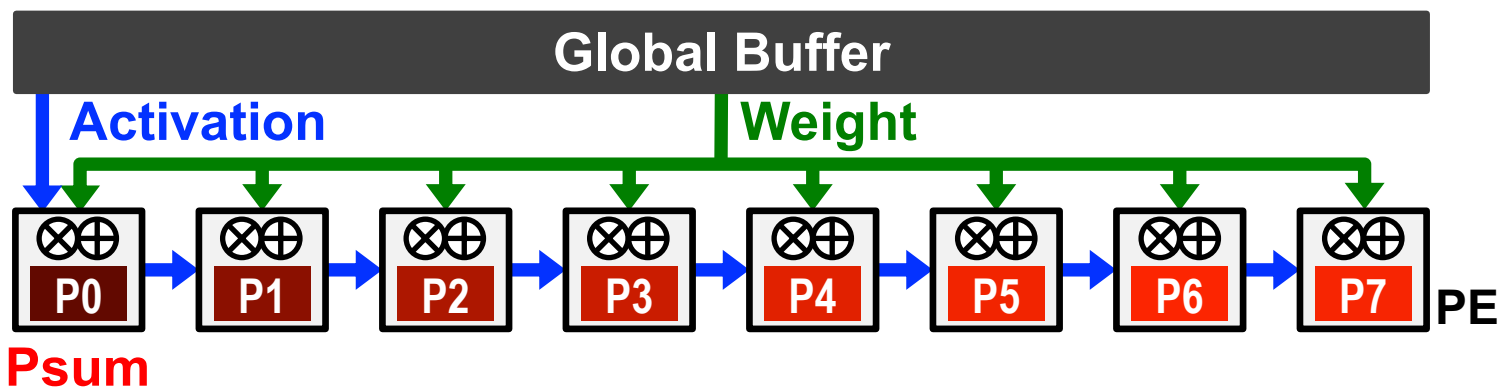 Global Buffer
Activation
Weight
P0 P1 P2 P3 P4 P5 P6 P7
PE
Psum